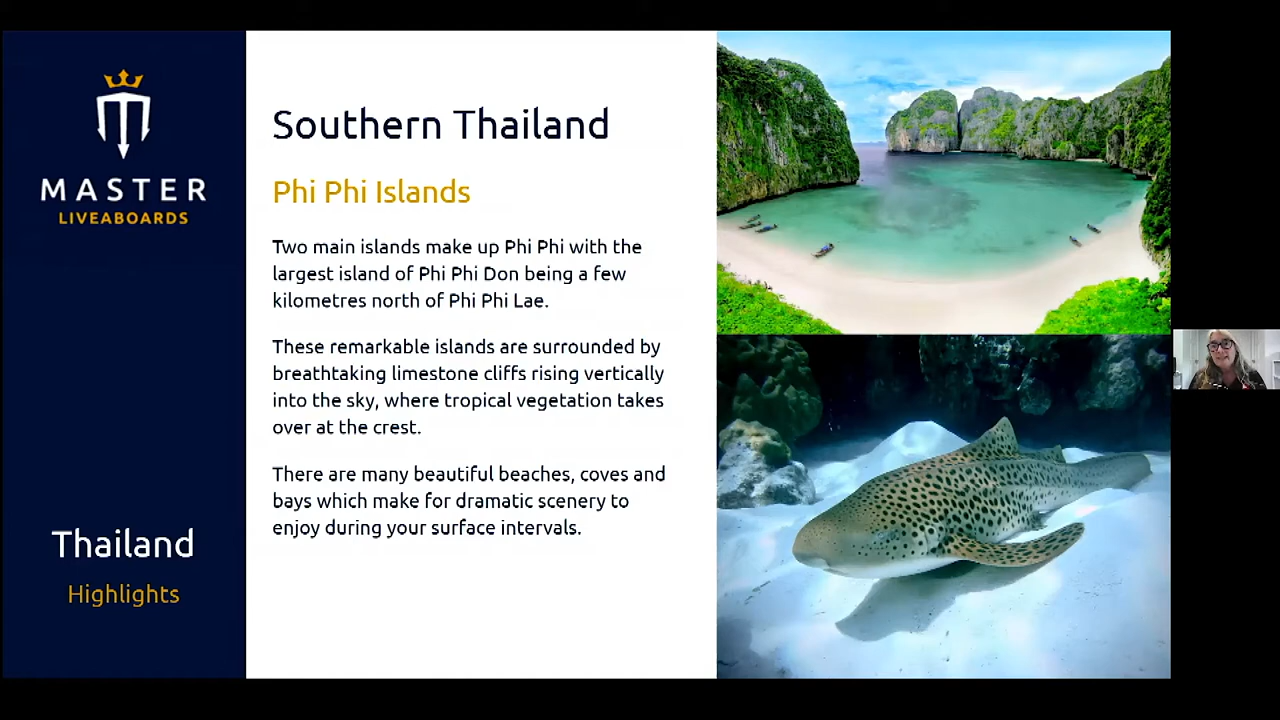 MASTER
LIVEABOARDS
Thailand
Highlights
Southern Thailand
Phi Phi Islands
Two main islands make up Phi Phi with the
largest island of Phi Phi Don being a few
kilometres north of Phi Phi Lae.
These remarkable islands are surrounded by
breathtaking limestone cliffs rising vertically
into the sky, where tropical vegetation takes
over at the crest.
There are many beautiful beaches, coves and
bays which make for dramatic scenery to
enjoy during your surface intervals.